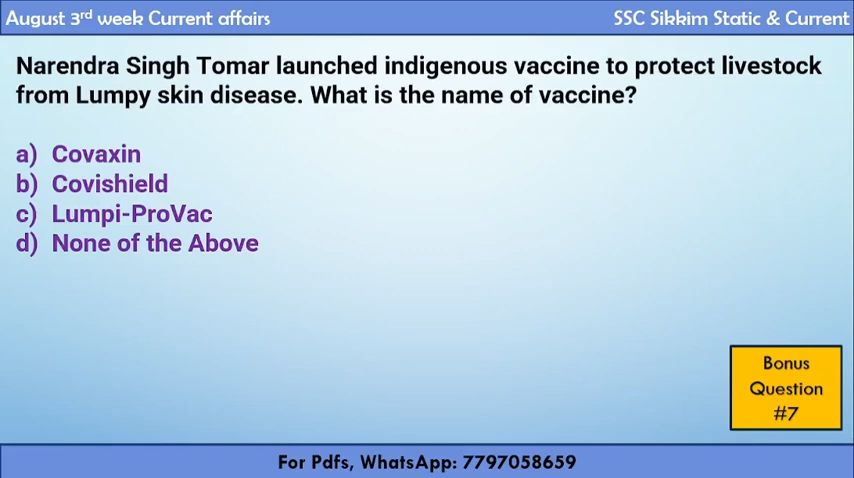 August 3rd week Current affairs
SSC Sikkim Static & Current
Narendra Singh Tomar launched indigenous vaccine to protect livestock
from Lumpy skin disease. What is the name of vaccine?
a) Covaxin
b) Covishield
c) Lumpi-ProVac
d) None of the Above
Bonus
Question
#7
For Pdfs, WhatsApp: 7797058659